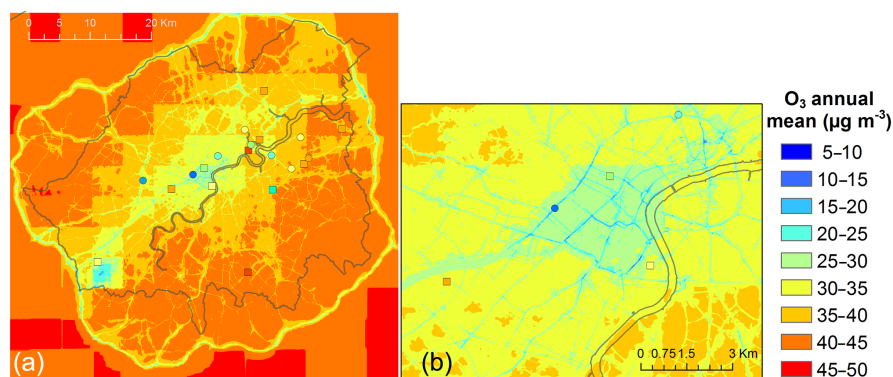 0 5 10 20 Km
(a)
(b)
0 0.75 1.5 3 Km
O₃ annual
mean (µg m⁻³)
5–10
10–15
15–20
20–25
25–30
30–35
35–40
40–45
45–50